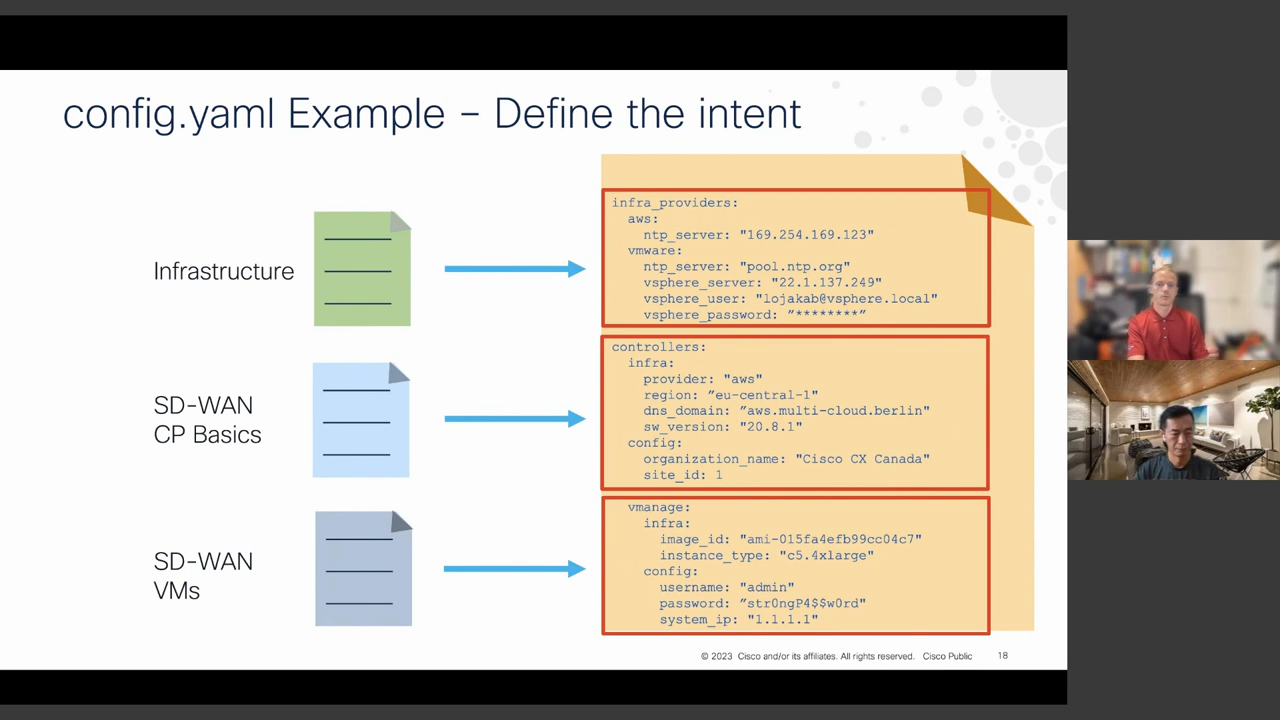 config.yaml Example – Define the intent
Infrastructure
infra_providers:
  aws:
    ntp_server: "169.254.169.123"
  vmware:
    ntp_server: "pool.ntp.org"
    vsphere_server: "22.1.137.249"
    vsphere_user: "lojakab@vsphere.local"
    vsphere_password: ”********”
SD-WAN
CP Basics
controllers:
  infra:
    provider: "aws"
    region: ”eu-central-1"
    dns_domain: ”aws.multi-cloud.berlin"
    sw_version: "20.8.1"
  config:
    organization_name: "Cisco CX Canada"
    site_id: 1
SD-WAN
VMs
  vmanage:
    infra:
      image_id: "ami-015fa4efb99cc04c7"
      instance_type: "c5.4xlarge"
    config:
      username: "admin"
      password: ”str0ngP4$$w0rd"
      system_ip: "1.1.1.1"
© 2023 Cisco and/or its affiliates. All rights reserved. Cisco Public
18